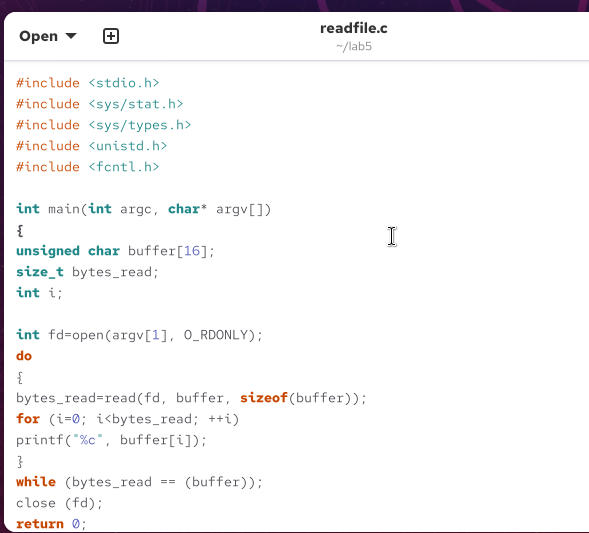 Open
readfile.c
~/lab5
#include <stdio.h>
#include <sys/stat.h>
#include <sys/types.h>
#include <unistd.h>
#include <fcntl.h>
int main(int argc, char* argv[])
{
unsigned char buffer[16];
size_t bytes_read;
int i;
int fd=open(argv[1], O_RDONLY);
do
{
bytes_read=read(fd, buffer, sizeof(buffer));
for (i=0; i<bytes_read; ++i)
printf("%c", buffer[i]);
}
while (bytes_read == (buffer));
close (fd);
return 0;